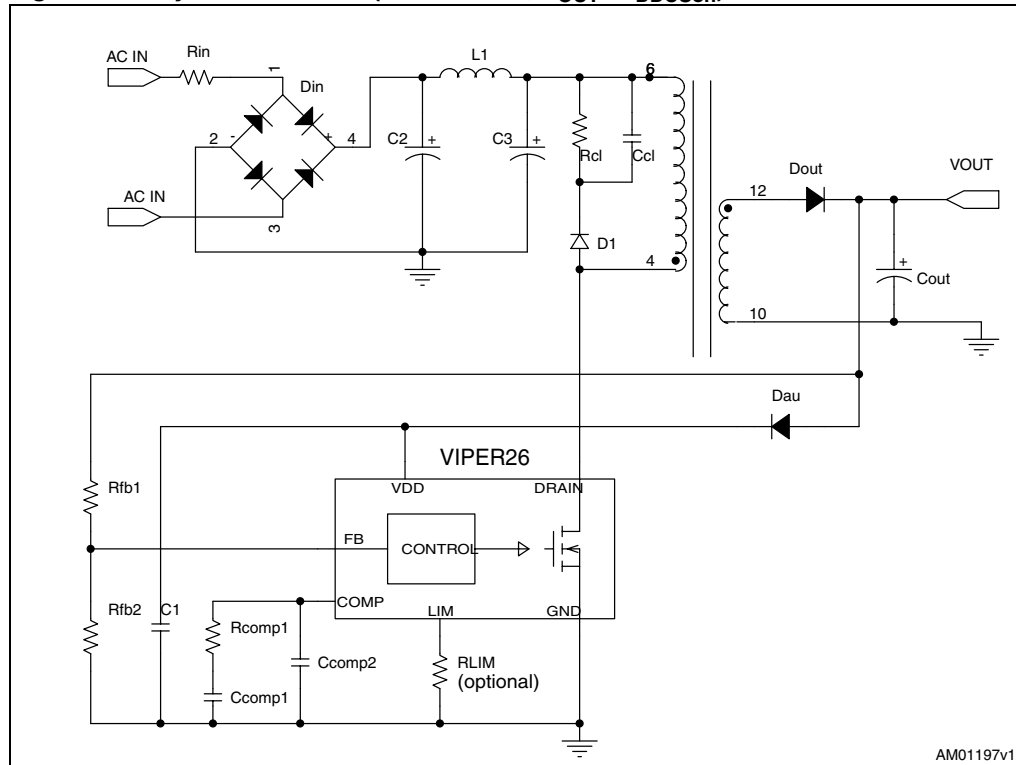 AC IN
Rin
1
Din
L1
6
2
-
+
4
C2
+
C3
+
Rcl
Ccl
Dout
VOUT
12
AC IN
3
D1
4
+
Cout
10
Dau
VIPER26
VDD
DRAIN
Rfb1
FB
CONTROL
COMP
LIM
GND
Rfb2
C1
Rcomp1
Ccomp2
RLIM
(optional)
Ccomp1
AM01197v1